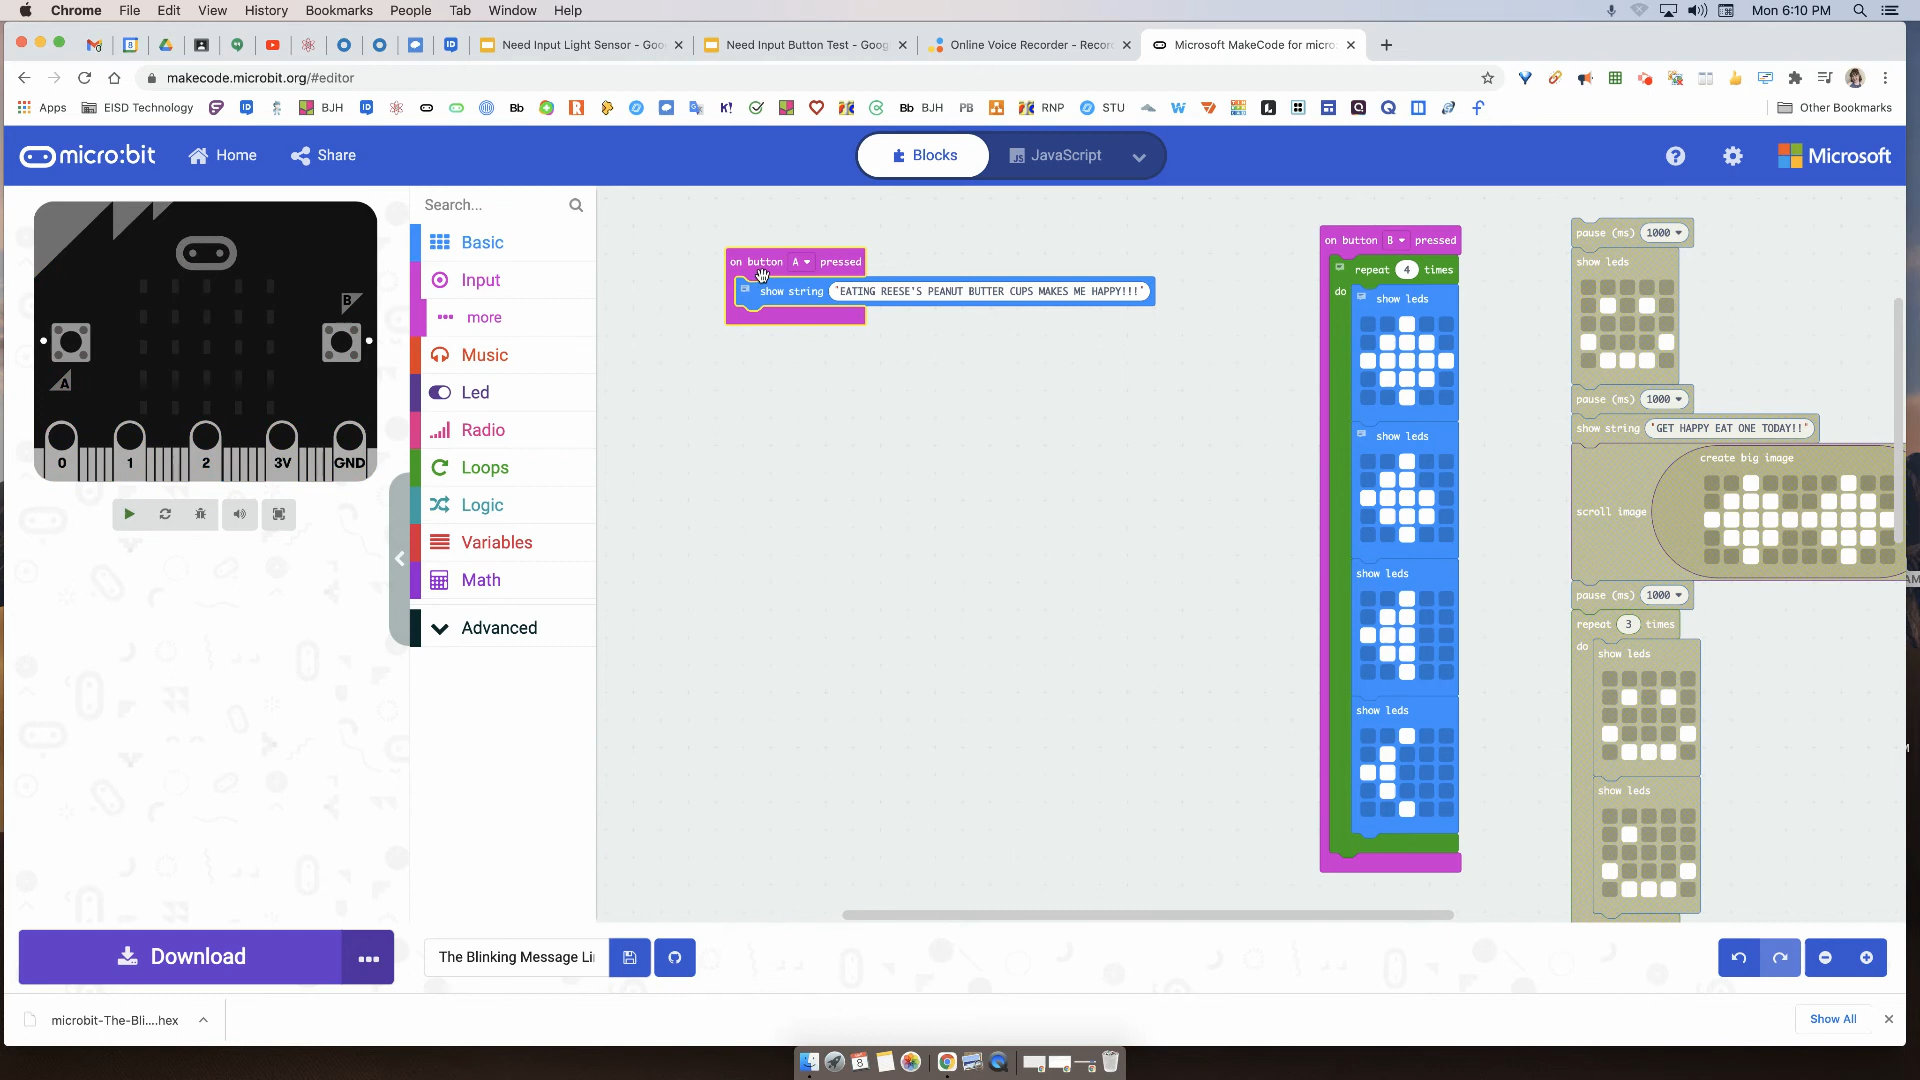 Chrome File Edit View History Bookmarks People Tab Window Help
Mon 6:10 PM
Need Input Light Sensor - Goo
Need Input Button Test - Goog
Online Voice Recorder - Recor
Microsoft MakeCode for micro:
makecode.microbit.org/#editor
Apps EISD Technology BJH Bb K! Bb BJH PB RNP STU Other Bookmarks
micro:bit Home Share Blocks JavaScript Microsoft
Search...
Basic
Input
more
Music
Led
Radio
Loops
Logic
Variables
Math
Advanced
A
B
0 1 2 3V GND
on button A pressed
show string "EATING REESE'S PEANUT BUTTER CUPS MAKES ME HAPPY!!!"
on button B pressed
repeat 4 times
do show leds
show leds
show leds
show leds
pause (ms) 1000
show leds
pause (ms) 1000
show string "GET HAPPY EAT ONE TODAY!!"
create big image
scroll image
pause (ms) 1000
repeat 3 times
do show leds
show leds
Download
The Blinking Message Li
microbit-The-Bli....hex
Show All